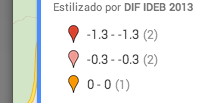 Estilizado por DIF IDEB 2013
-1.3 - -1.3 (2)
-0.3 - -0.3 (2)
0 - 0 (1)